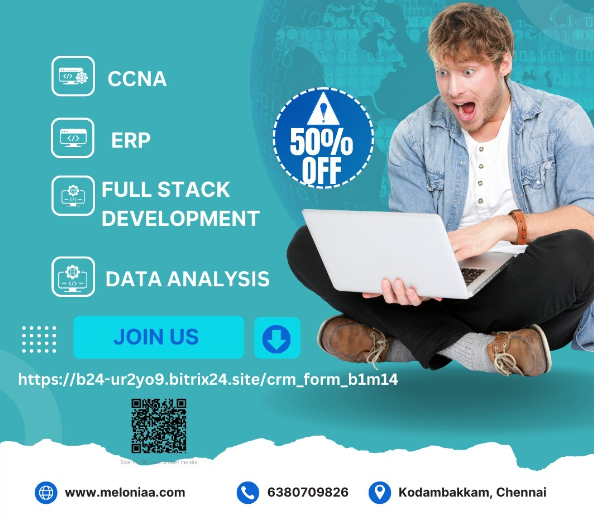 CCNA
50%
OFF
ERP
FULL STACK
DEVELOPMENT
DATA ANALYSIS
JOIN US
https://b24-ur2yo9.bitrix24.site/crm_form_b1m14
www.meloniaa.com
6380709826
Kodambakkam, Chennai